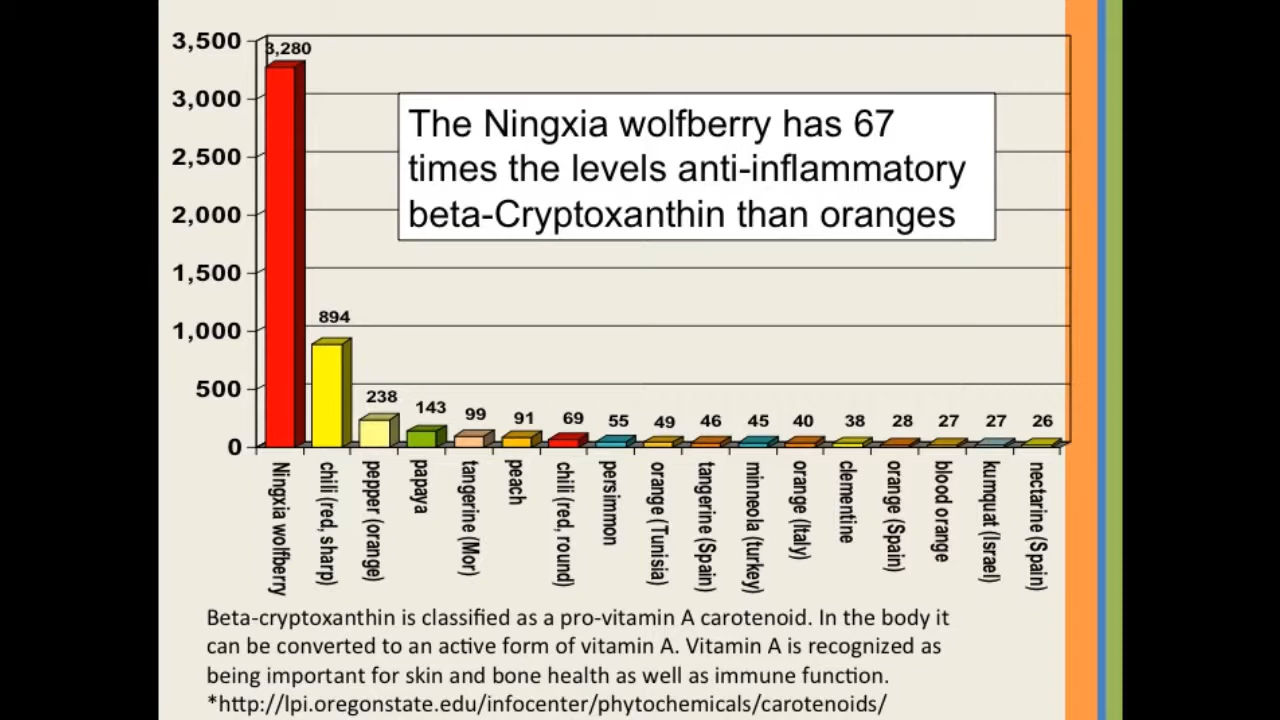 3,500
3,000
2,500
2,000
1,500
1,000
500
0
3,280
894
238
143
99
91
69
55
49
46
45
40
38
28
27
27
26
The Ningxia wolfberry has 67
times the levels anti-inflammatory
beta-Cryptoxanthin than oranges
Ningxia wolfberry
chili (red, sharp)
pepper (orange)
papaya
tangerine (Mor)
peach
chili (red, round)
persimmon
orange (Tunisia)
tangerine (Spain)
minneola (turkey)
orange (Italy)
clementine
orange (Spain)
blood orange
kumquat (Israel)
nectarine (Spain)
Beta-cryptoxanthin is classified as a pro-vitamin A carotenoid. In the body it
can be converted to an active form of vitamin A. Vitamin A is recognized as
being important for skin and bone health as well as immune function.
*http://lpi.oregonstate.edu/infocenter/phytochemicals/carotenoids/